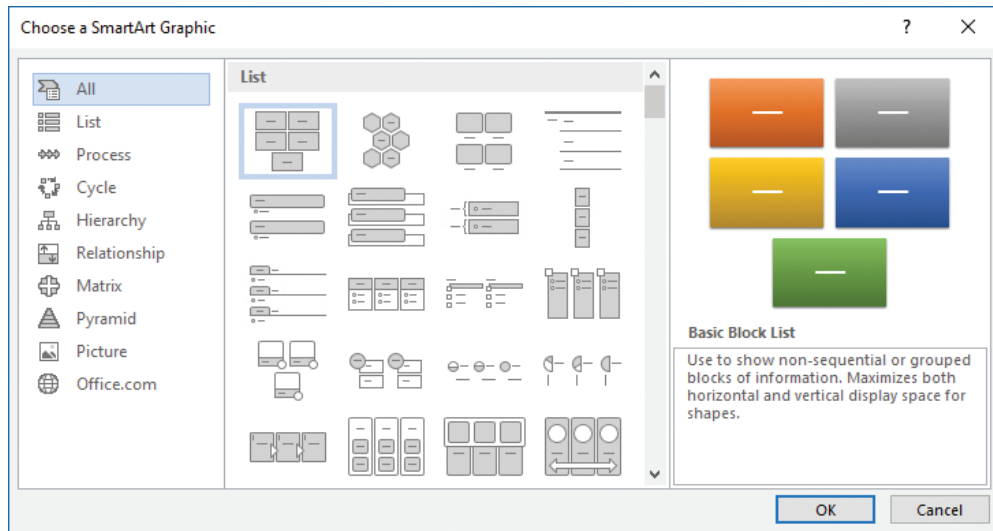 Choose a SmartArt Graphic
?
All
List
Process
Cycle
Hierarchy
Relationship
Matrix
Pyramid
Picture
Office.com
List
Basic Block List
Use to show non-sequential or grouped
blocks of information. Maximizes both
horizontal and vertical display space for
shapes.
OK
Cancel